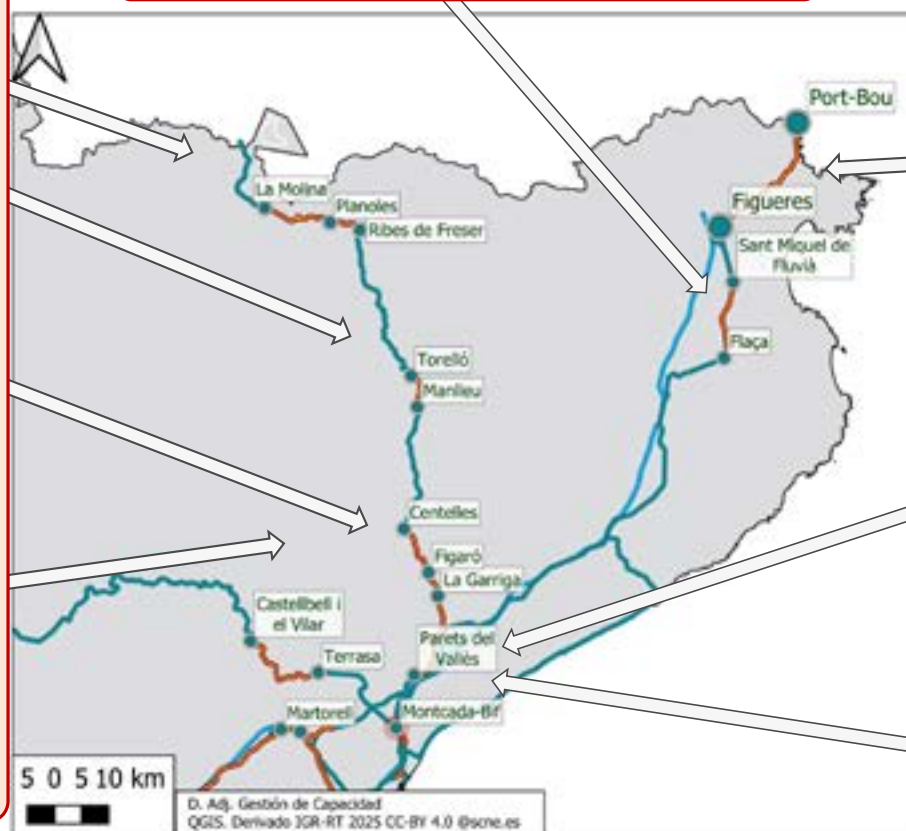 Port-Bou
La Molina
Planoles
Ribes de Freser
Figueres
Sant Miquel de
Fluvià
Flaça
Torelló
Manlleu
Centelles
Figaró
La Garriga
Castellbell i
el Vilar
Terrasa
Parets del
Vallès
Martorell
Montcada-Bif
5 0 5 10 km
D. Adj. Gestión de Capacidad
QGIS. Derivado IGR-RT 2025 CC-BY 4.0 @scne.es